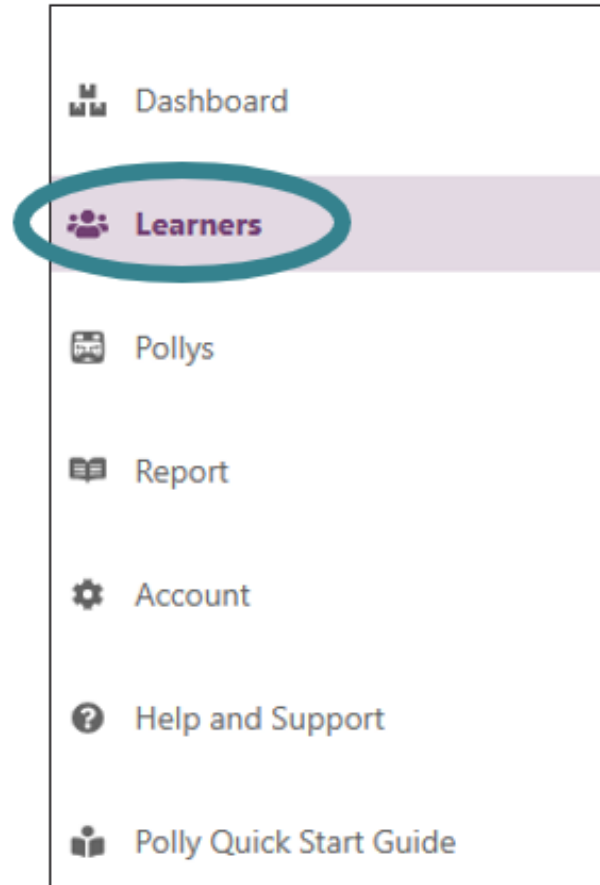 Dashboard
Learners
Pollys
Report
Account
Help and Support
Polly Quick Start Guide